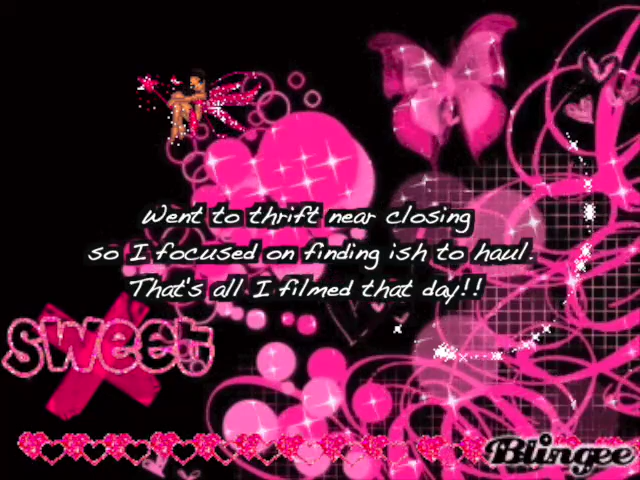 Went to thrift near closing
so I focused on finding ish to haul.
That's all I filmed that day!!
sweet
Blingee